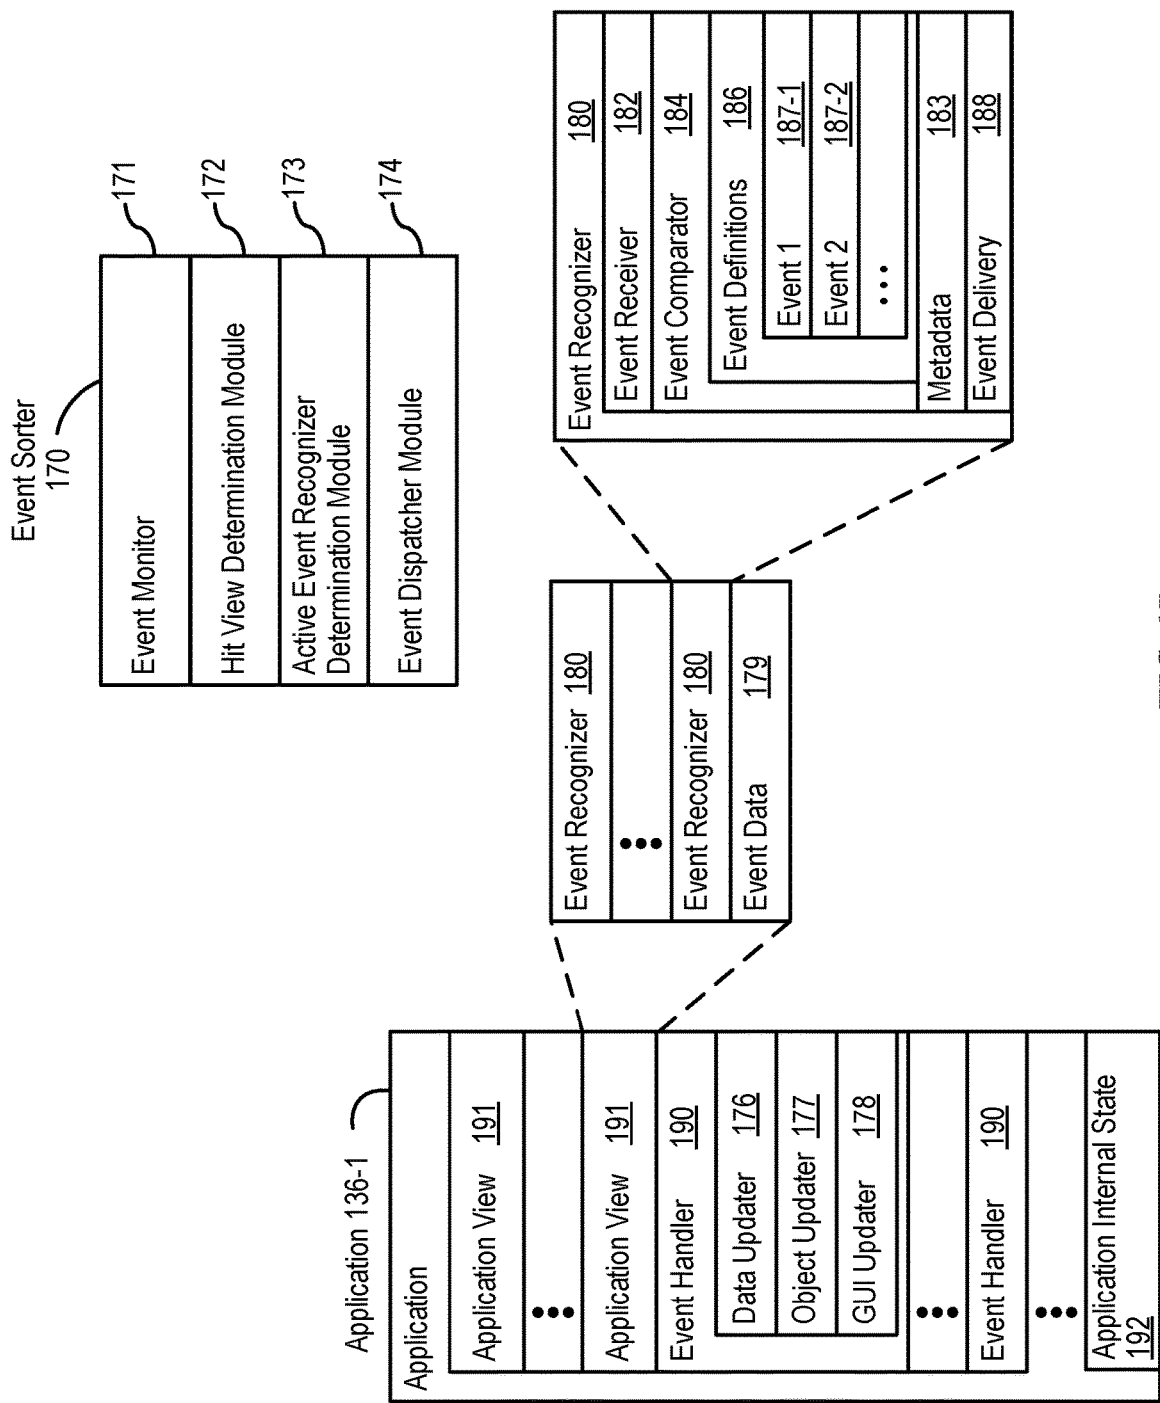 Event Sorter
170
Event Monitor
171
Hit View Determination Module
172
Active Event Recognizer
Determination Module
173
Event Dispatcher Module
174
Application 136-1
Application
Application View 191
Application View 191
Event Handler 190
Data Updater 176
Object Updater 177
GUI Updater 178
Event Handler 190
Application Internal State
192
Event Recognizer 180
Event Recognizer 180
Event Data 179
Event Recognizer 180
Event Receiver 182
Event Comparator 184
Event Definitions 186
Event 1 187-1
Event 2 187-2
Metadata 183
Event Delivery 188